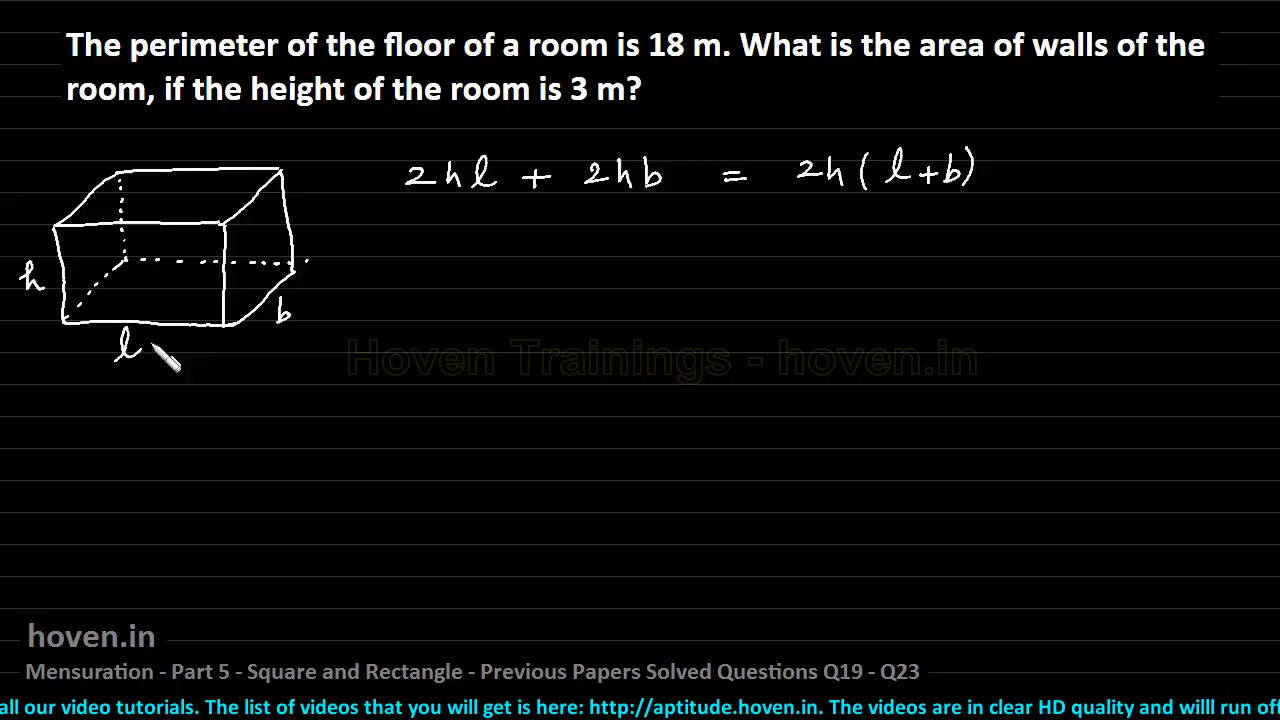 The perimeter of the floor of a room is 18 m. What is the area of walls of the
room, if the height of the room is 3 m?
2hl + 2hb = 2h(l+b)
h
b
l
Hoven Trainings - hoven.in
hoven.in
Mensuration - Part 5 - Square and Rectangle - Previous Papers Solved Questions Q19 - Q23
all our video tutorials. The list of videos that you will get is here: http://aptitude.hoven.in. The videos are in clear HD quality and willl run off